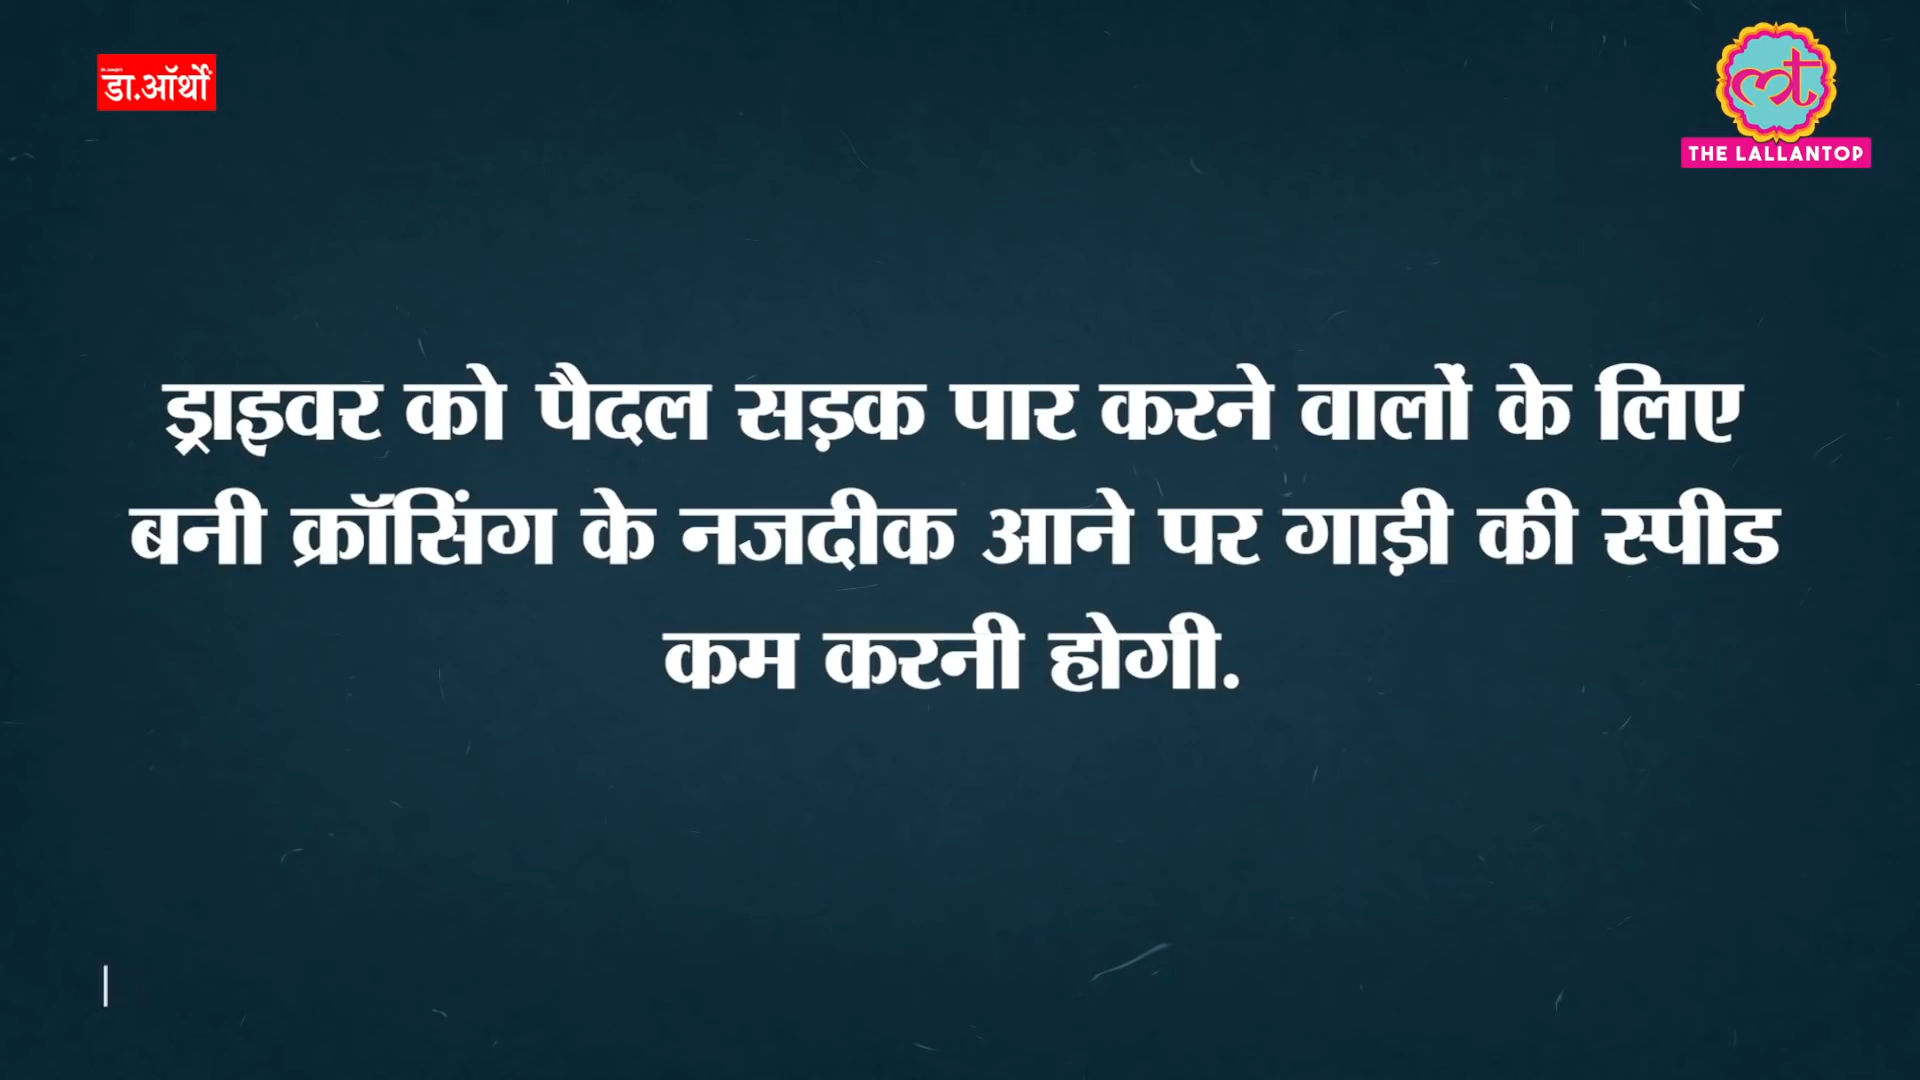 डा.ऑर्थो
THE LALLANTOP
ड्राइवर को पैदल सड़क पार करने वालों के लिए
बनी क्रॉसिंग के नजदीक आने पर गाड़ी की स्पीड
कम करनी होगी.